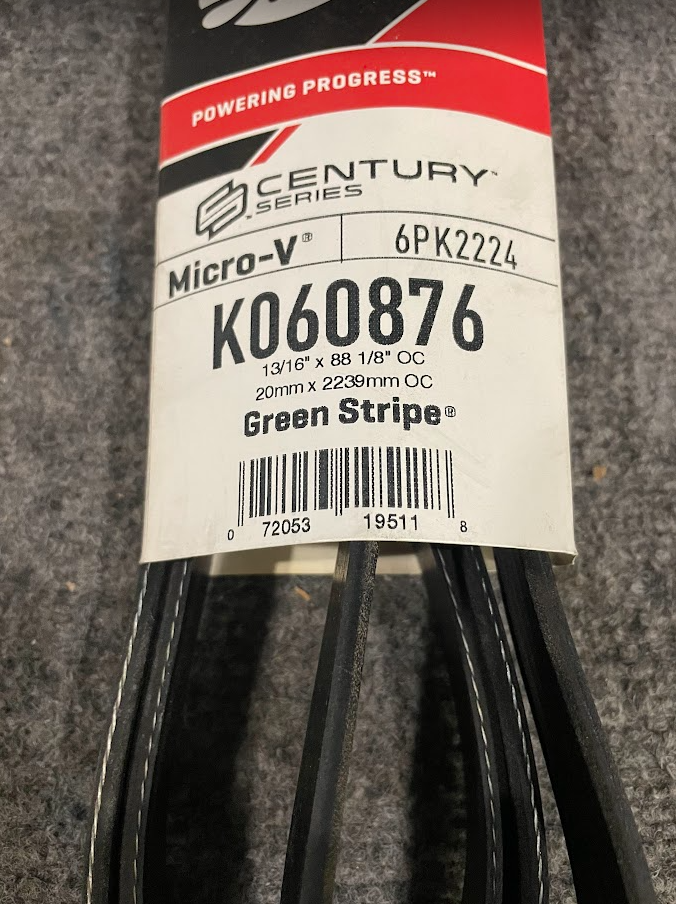 POWERING PROGRESS™
CENTURY™
SERIES
Micro-V® 6PK2224
K060876
13/16" x 88 1/8" OC
20mm x 2239mm OC
Green Stripe®
0 72053 19511 8